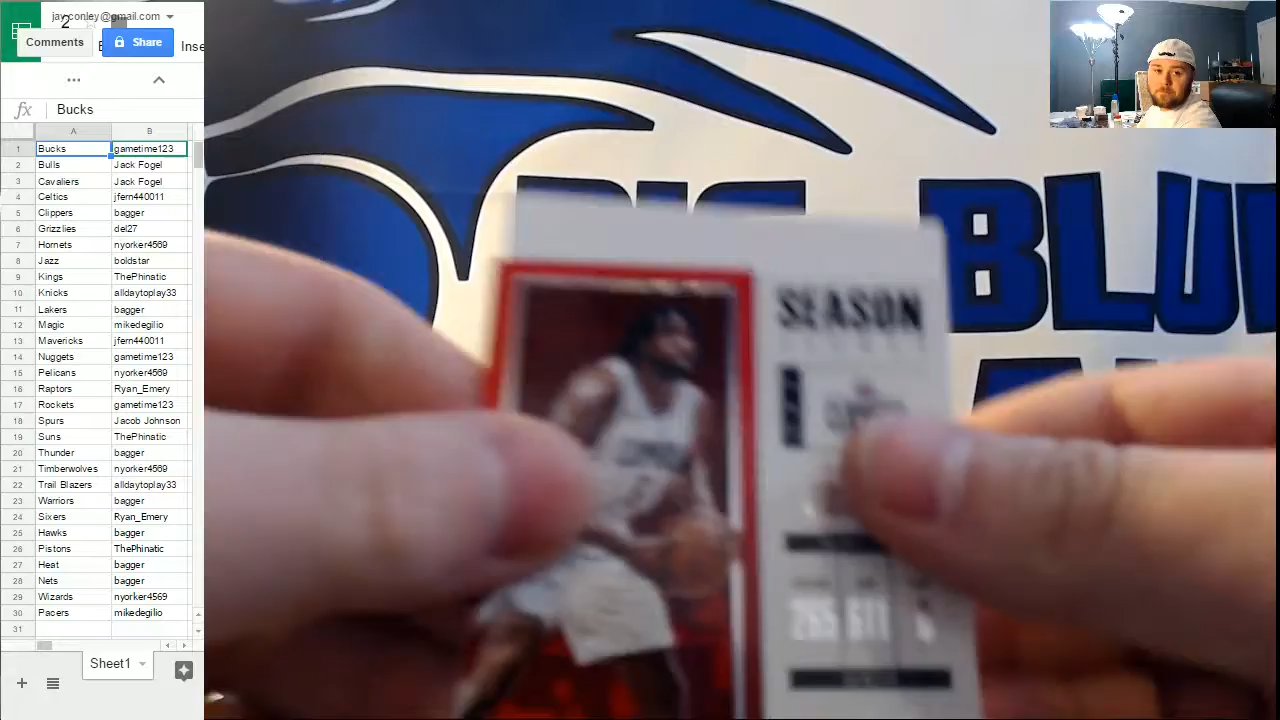 jay.conley@gmail.com
2
Comments
Share
Inse
fx
Bucks
A B
1 Bucks gametime123
2 Bulls Jack Fogel
3 Cavaliers Jack Fogel
4 Celtics jfern440011
5 Clippers bagger
6 Grizzlies del27
7 Hornets nyorker4569
8 Jazz boldstar
9 Kings ThePhinatic
10 Knicks alldaytoplay33
11 Lakers bagger
12 Magic mikedegilio
13 Mavericks jfern440011
14 Nuggets gametime123
15 Pelicans nyorker4569
16 Raptors Ryan_Emery
17 Rockets gametime123
18 Spurs Jacob Johnson
19 Suns ThePhinatic
20 Thunder bagger
21 Timberwolves nyorker4569
22 Trail Blazers alldaytoplay33
23 Warriors bagger
24 Sixers Ryan_Emery
25 Hawks bagger
26 Pistons ThePhinatic
27 Heat bagger
28 Nets bagger
29 Wizards nyorker4569
30 Pacers mikedegilio
31
Sheet1
BLU
SEASON